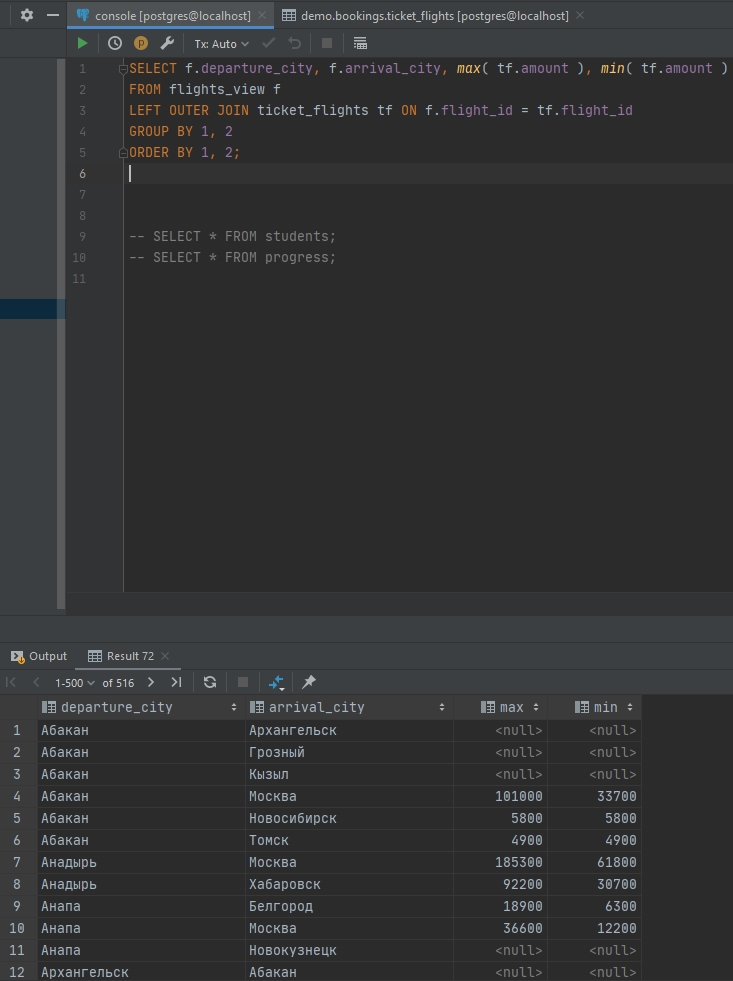 console [postgres@localhost]
demo.bookings.ticket_flights [postgres@localhost]
Tx: Auto
1 SELECT f.departure_city, f.arrival_city, max( tf.amount ), min( tf.amount )
2 FROM flights_view f
3 LEFT OUTER JOIN ticket_flights tf ON f.flight_id = tf.flight_id
4 GROUP BY 1, 2
5 ORDER BY 1, 2;
6
7
8
9 -- SELECT * FROM students;
10 -- SELECT * FROM progress;
11
Output Result 72
1-500 of 516
departure_city arrival_city max min
1 Абакан Архангельск <null> <null>
2 Абакан Грозный <null> <null>
3 Абакан Кызыл <null> <null>
4 Абакан Москва 101000 33700
5 Абакан Новосибирск 5800 5800
6 Абакан Томск 4900 4900
7 Анадырь Москва 185300 61800
8 Анадырь Хабаровск 92200 30700
9 Анапа Белгород 18900 6300
10 Анапа Москва 36600 12200
11 Анапа Новокузнецк <null> <null>
12 Архангельск Абакан <null> <null>